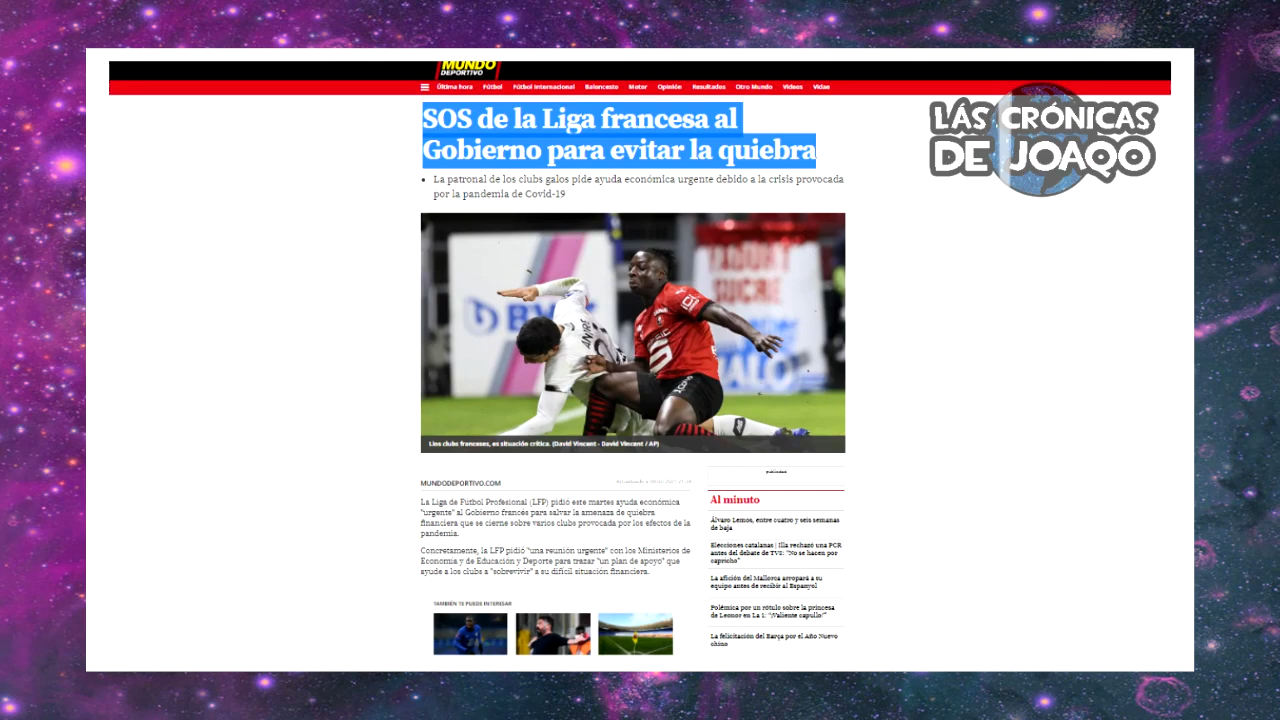 MUNDO
DEPORTIVO
Última hora Fútbol Fútbol Internacional Baloncesto Motor Opinión Resultados Otro Mundo Videos Vidae
LAS CRÓNICAS
DE JOAQO
SOS de la Liga francesa al
Gobierno para evitar la quiebra
• La patronal de los clubs galos pide ayuda económica urgente debido a la crisis provocada
por la pandemia de Covid-19
ANDRE
Lios clubs franceses, es situación crítica. (David Vincent - David Vincent / AP)
publicidad
MUNDODEPORTIVO.COM
La Liga de Fútbol Profesional (LFP) pidió este martes ayuda económica
"urgente" al Gobierno francés para salvar la amenaza de quiebra
financiera que se cierne sobre varios clubs provocada por los efectos de la
pandemia.
Concretamente, la LFP pidió "una reunión urgente" con los Ministerios de
Economía y de Educación y Deporte para trazar "un plan de apoyo" que
ayude a los clubs a "sobrevivir" a su difícil situación financiera.
TAMBIÉN TE PUEDE INTERESAR
Al minuto
Álvaro Lemos, entre cuatro y seis semanas
de baja
Elecciones catalanas | Illa rechazó una PCR
antes del debate de TV3: "No se hacen por
capricho"
La afición del Mallorca arropará a su
equipo antes de recibir al Espanyol
Polémica por un rótulo sobre la princesa
de Leonor en La 1: "¡Valiente capullo!"
La felicitación del Barça por el Año Nuevo
chino